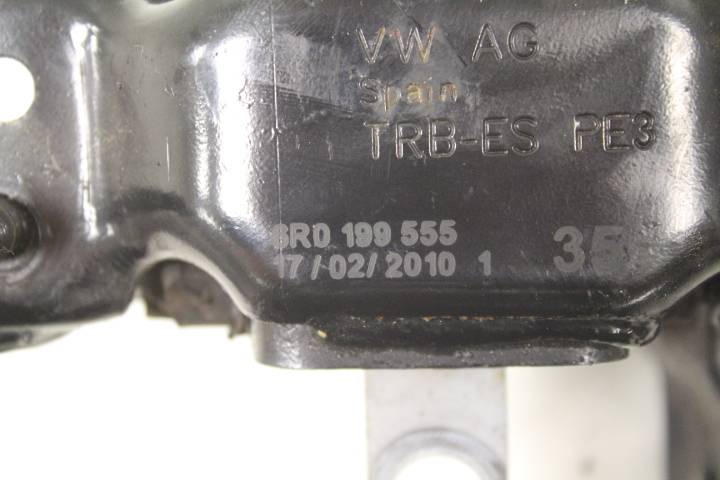 VW AG
Spain
TRB-ES PE3
6R0 199 555
17/02/2010 1 35